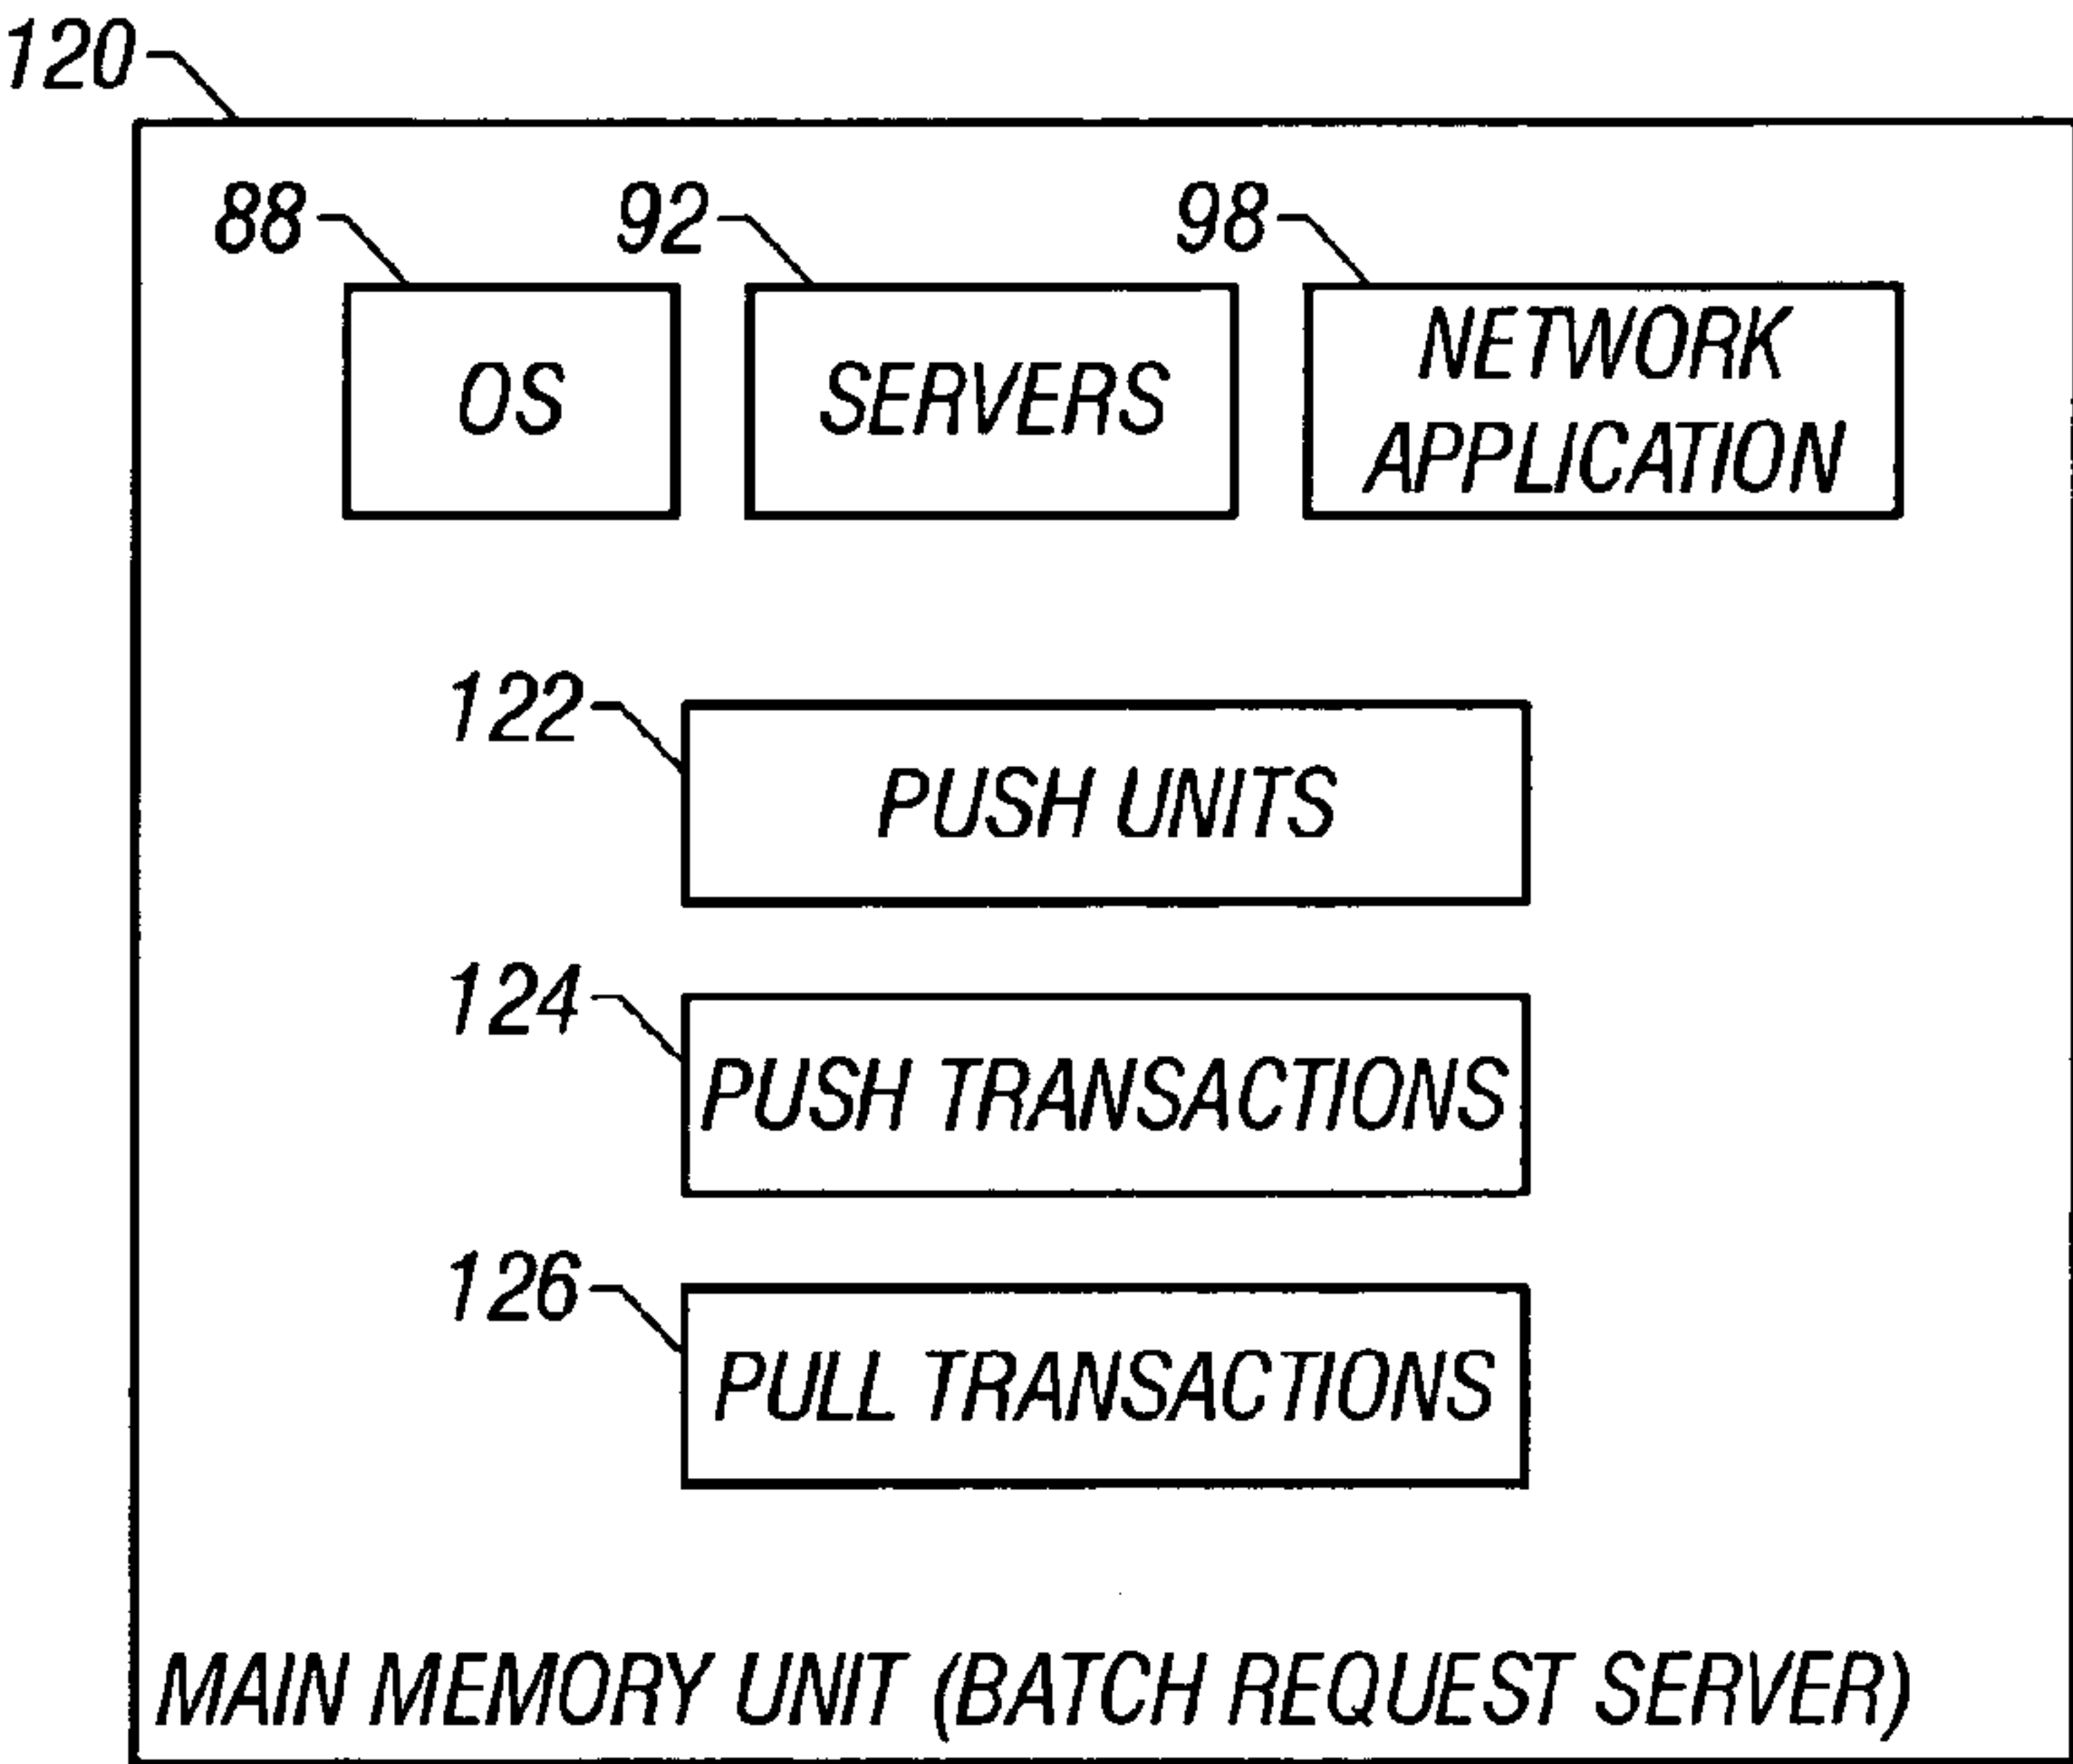 120
88
92
98
OS
SERVERS
NETWORK
APPLICATION
122
PUSH UNITS
124
PUSH TRANSACTIONS
126
PULL TRANSACTIONS
MAIN MEMORY UNIT (BATCH REQUEST SERVER)